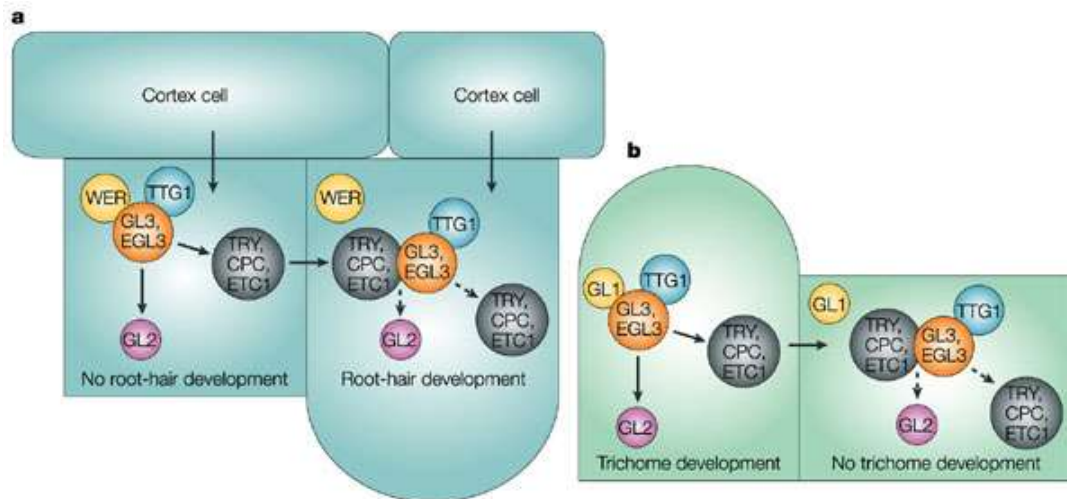 a
Cortex cell
Cortex cell
WER
TTG1
GL3,
EGL3
TRY,
CPC,
ETC1
GL2
No root-hair development
WER
TTG1
TRY,
CPC,
ETC1
GL3,
EGL3
TRY,
CPC,
ETC1
GL2
Root-hair development
b
GL1
TTG1
GL3,
EGL3
TRY,
CPC,
ETC1
GL2
Trichome development
GL1
TTG1
TRY,
CPC,
ETC1
GL3,
EGL3
TRY,
CPC,
ETC1
GL2
No trichome development